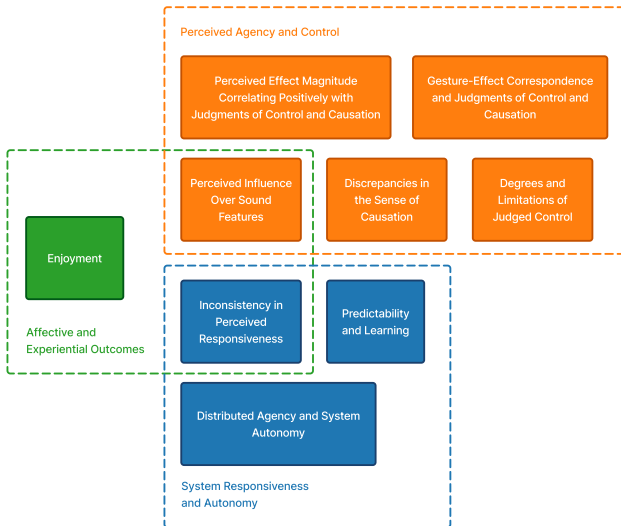 Perceived Agency and Control
Perceived Effect Magnitude
Correlating Positively with
Judgments of Control and Causation
Gesture-Effect Correspondence
and Judgments of Control and
Causation
Perceived Influence
Over Sound
Features
Discrepancies in
the Sense of
Causation
Degrees and
Limitations of
Judged Control
Enjoyment
Affective and
Experiential Outcomes
Inconsistency in
Perceived
Responsiveness
Predictability
and Learning
Distributed Agency and System
Autonomy
System Responsiveness
and Autonomy